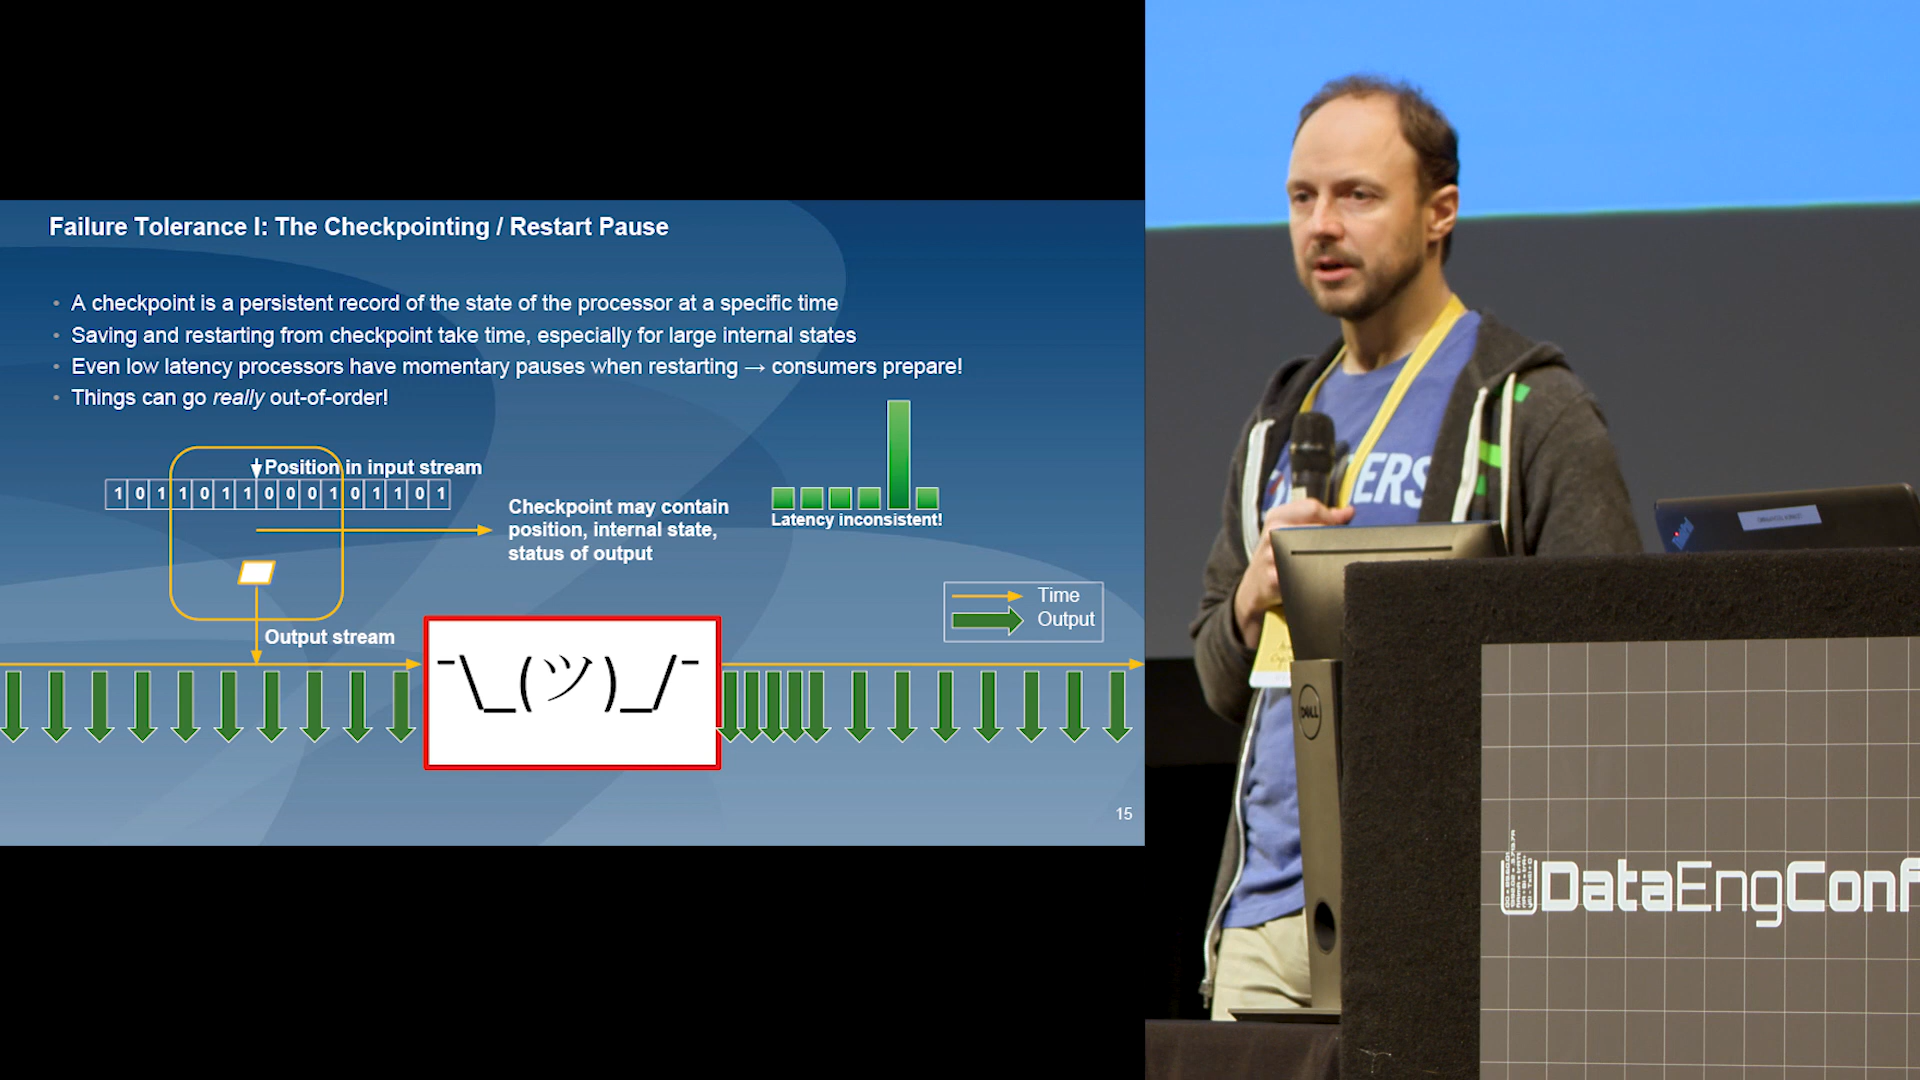 Failure Tolerance I: The Checkpointing / Restart Pause
• A checkpoint is a persistent record of the state of the processor at a specific time
• Saving and restarting from checkpoint take time, especially for large internal states
• Even low latency processors have momentary pauses when restarting → consumers prepare!
• Things can go really out-of-order!
Position in input stream
1 0 1 1 0 1 1 0 0 0 1 0 1 1 0 1
Checkpoint may contain
position, internal state,
status of output
Latency inconsistent!
Time
Output
Output stream
¯\_(ツ)_/¯
15
ERS
DELL
DataEngConf